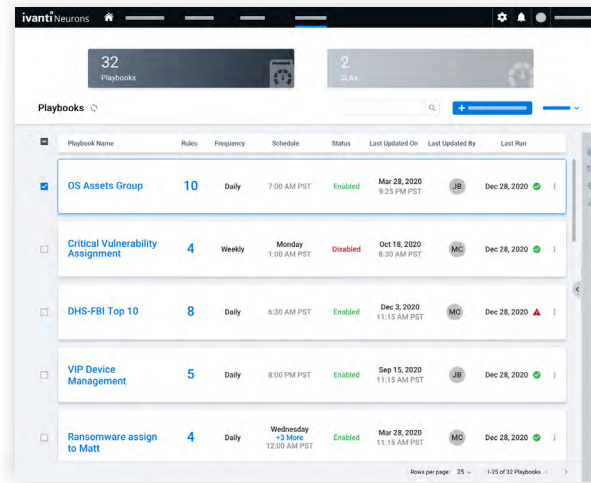 ivanti Neurons
32
Playbooks
2
SLAs
Playbooks
Playbook Name Rules Frequency Schedule Status Last Updated On Last Updated By Last Run
OS Assets Group 10 Daily 7:00 AM PST Enabled Mar 28, 2020 JB Dec 28, 2020
9:25 PM PST
Critical Vulnerability 4 Weekly Monday Disabled Oct 18, 2020 MC Dec 28, 2020
Assignment 1:00 AM PST 8.30 AM PST
DHS-FBI Top 10 8 Daily 6:30 AM PST Enabled Dec 3, 2020 MC Dec 28, 2020
11:15 AM PST
VIP Device 5 Daily 8:00 PM PST Enabled Sep 15, 2020 JB Dec 28, 2020
Management 11:15 AM PST
Ransomware assign 4 Daily Wednesday Enabled Mar 28, 2020 MC Dec 28, 2020
to Matt +3 More 11:15 AM PST
12:00 AM PST
Rows per page: 25 1-25 of 32 Playbooks